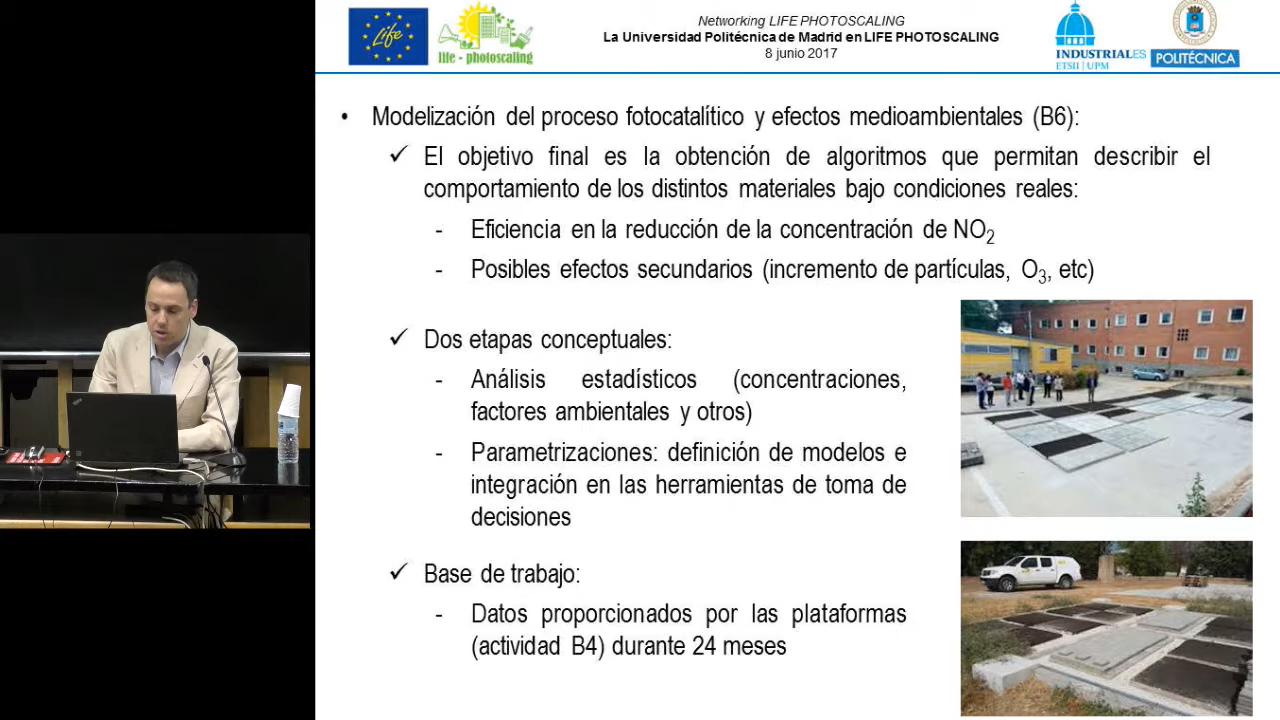 Life
life - photoscaling
Networking LIFE PHOTOSCALING
La Universidad Politécnica de Madrid en LIFE PHOTOSCALING
8 junio 2017
INDUSTRIALES
ETSII | UPM
POLITÉCNICA
• Modelización del proceso fotocatalítico y efectos medioambientales (B6):
✓ El objetivo final es la obtención de algoritmos que permitan describir el
comportamiento de los distintos materiales bajo condiciones reales:
- Eficiencia en la reducción de la concentración de NO₂
- Posibles efectos secundarios (incremento de partículas, O₃, etc)
✓ Dos etapas conceptuales:
- Análisis estadísticos (concentraciones,
factores ambientales y otros)
- Parametrizaciones: definición de modelos e
integración en las herramientas de toma de
decisiones
✓ Base de trabajo:
- Datos proporcionados por las plataformas
(actividad B4) durante 24 meses